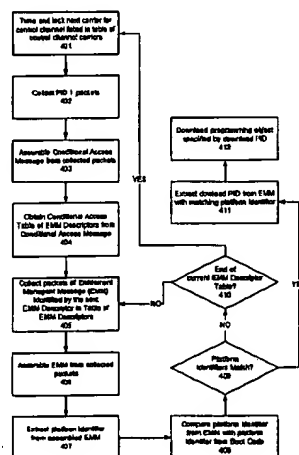 Tune and lock next carrier for
control channel listed in table of
control channel carriers
401
Collect PID 1 packets
402
Assemble Conditional Access
Message from collected packets
403
Obtain Conditional Access
Table of EMM Descriptors from
Conditional Access Message
404
Collect packets of Entitlement
Management Message (EMM)
identified by the next
EMM Descriptor in Table of
EMM Descriptors
405
Assemble EMM from collected
packets
406
Extract platform identifier
from assembled EMM
407
Compare platform identifier
from EMM with platform
identifier from Boot Code
408
Platform
Identifiers Match?
409
NO
YES
End of
current EMM Descriptor
Table?
410
NO
YES
Extract download PID from EMM
with matching platform identifier
411
Download programming object
specified by download PID
412